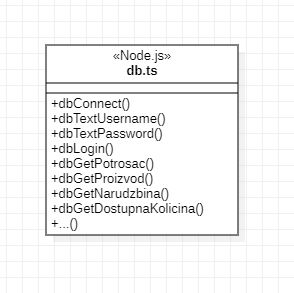 «Node.js»
db.ts
+dbConnect()
+dbTextUsername()
+dbTextPassword()
+dbLogin()
+dbGetPotrosac()
+dbGetProizvod()
+dbGetNarudzbina()
+dbGetDostupnaKolicina()
+...()